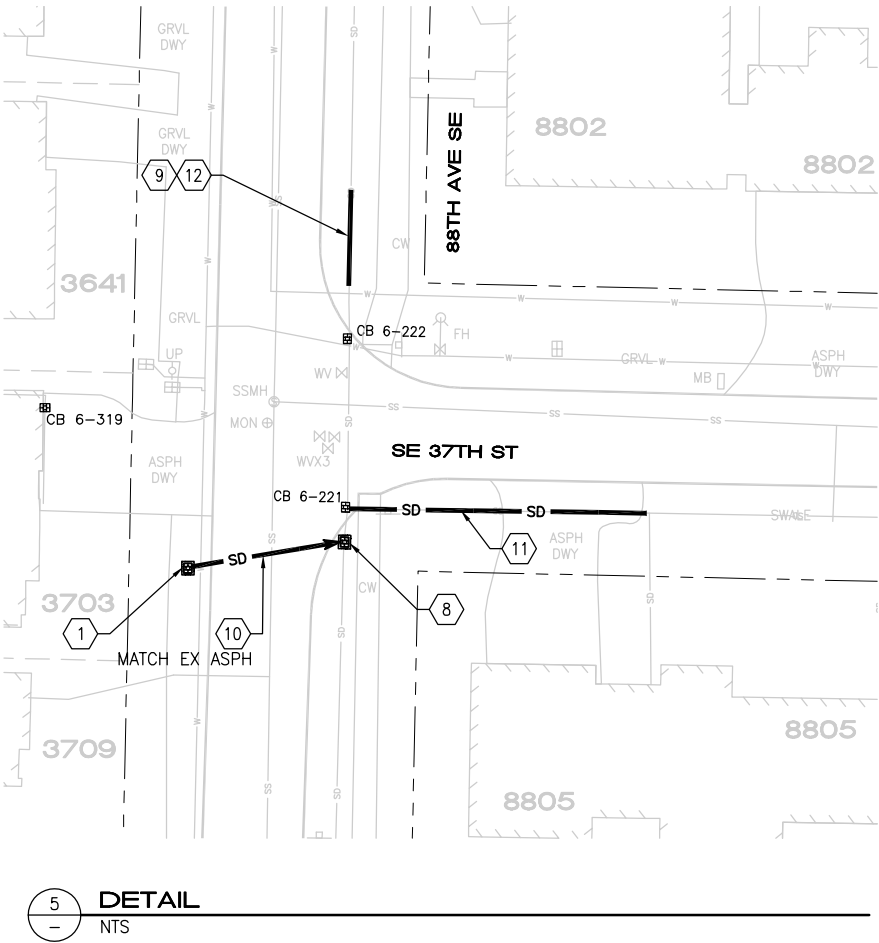 GRVL
DWY
SD
W
W
88TH AVE SE
8802
8802
GRVL
DWY
9
12
CW
3641
W
W
W
W
W
GRVL
CB 6-222
FH
W
UP
WV
W
GRVL
W
W
ASPH
DWY
MB
SSMH
SS
SS
SS
CB 6-319
MON
SD
W
WVX3
SE 37TH ST
ASPH
DWY
CB 6-221
SD
SD
SWALE
SS
ASPH
DWY
11
SD
CW
3703
1
10
8
SD
SD
MATCH EX ASPH
W
3709
8805
8805
SS
SD
5
DETAIL
–
NTS